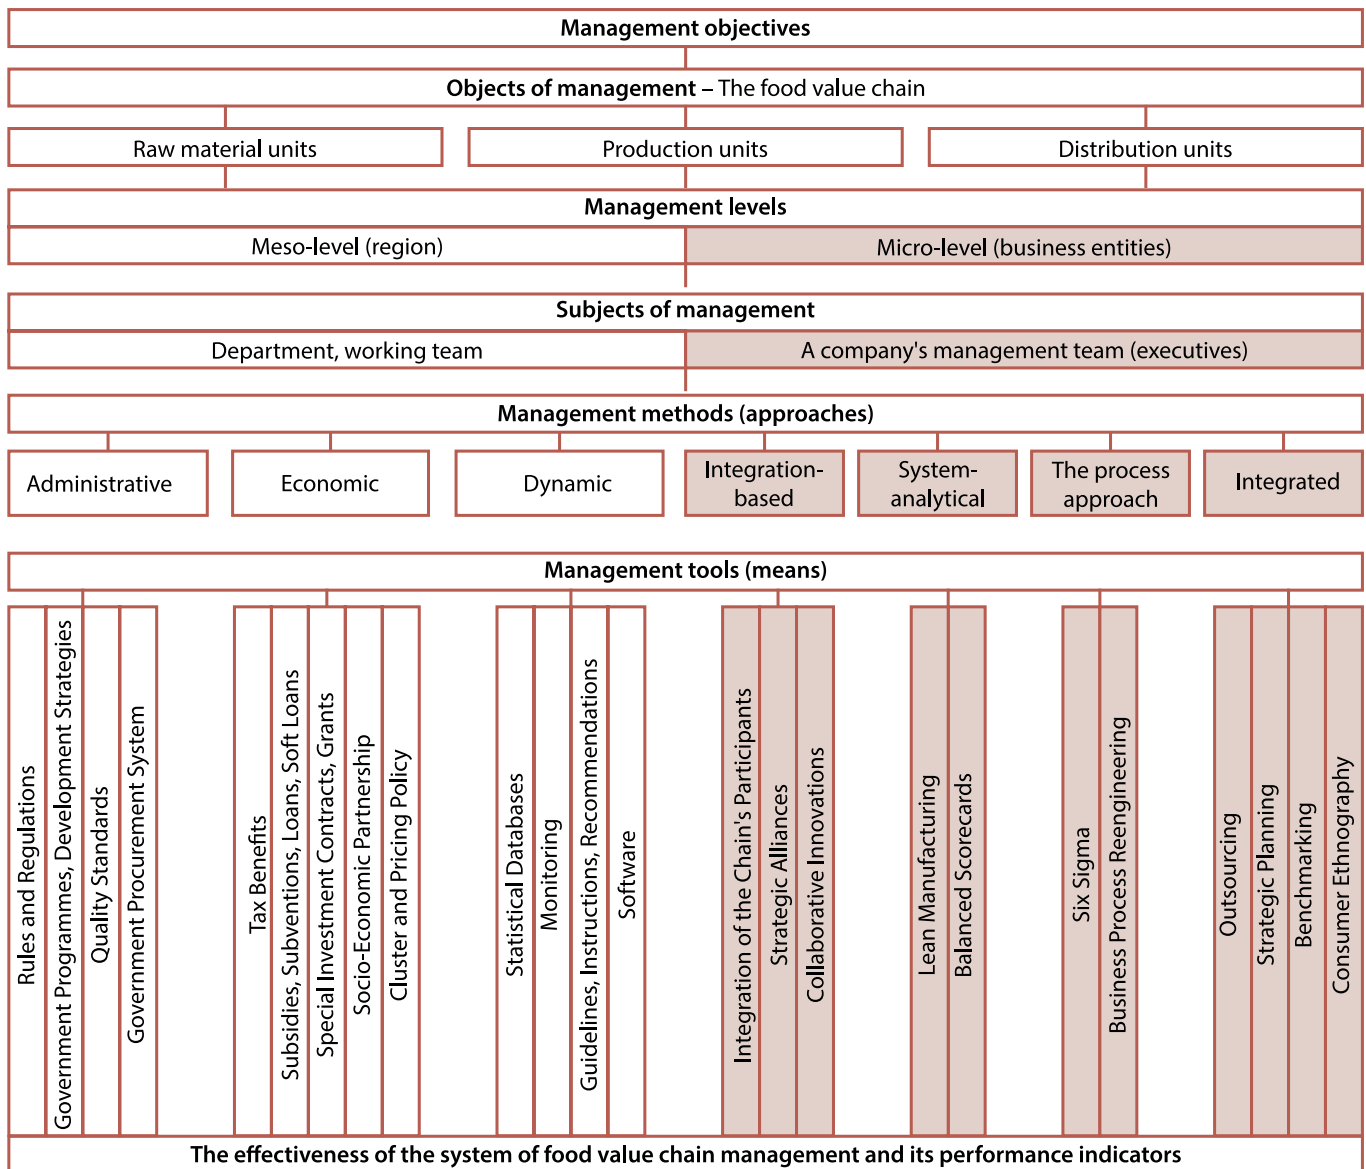 Management objectives
Objects of management – The food value chain
Raw material units
Production units
Distribution units
Management levels
Meso-level (region)
Micro-level (business entities)
Subjects of management
Department, working team
A company's management team (executives)
Management methods (approaches)
Administrative
Economic
Dynamic
Integration-
based
System-
analytical
The process
approach
Integrated
Management tools (means)
Rules and Regulations
Government Programmes, Development Strategies
Quality Standards
Government Procurement System
Tax Benefits
Subsidies, Subventions, Loans, Soft Loans
Special Investment Contracts, Grants
Socio-Economic Partnership
Cluster and Pricing Policy
Statistical Databases
Monitoring
Guidelines, Instructions, Recommendations
Software
Integration of the Chain's Participants
Strategic Alliances
Collaborative Innovations
Lean Manufacturing
Balanced Scorecards
Six Sigma
Business Process Reengineering
Outsourcing
Strategic Planning
Benchmarking
Consumer Ethnography
The effectiveness of the system of food value chain management and its performance indicators